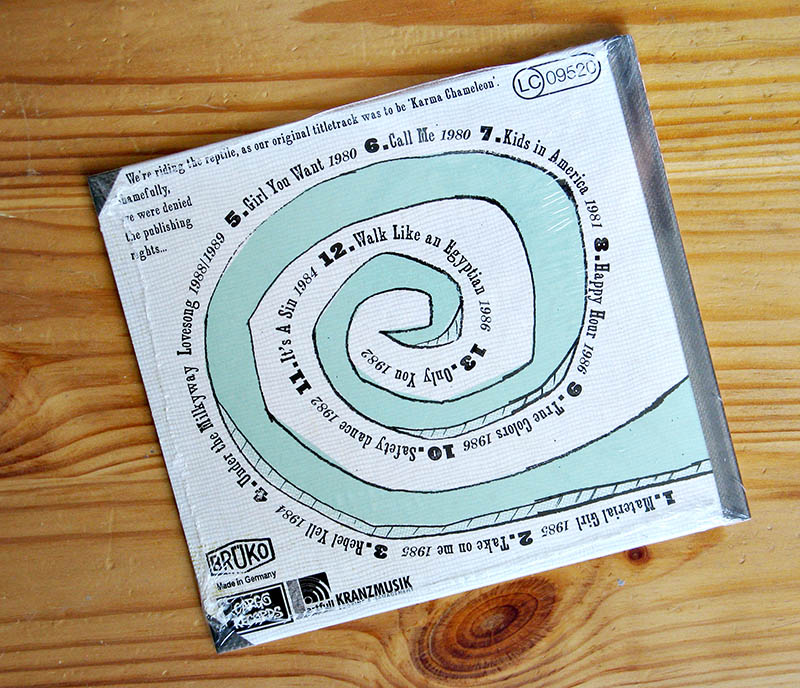 We're riding the reptile, as our original titletrack was to be 'Karma Chameleon'.
hamefully,
we were denied
the publishing
rights...
LC 09520
1. Material Girl 1985
2. Take on me 1985
3. Rebel Yell 1984
4. Under the Milkyway Lovesong 1988/1989
5. Girl You Want 1980
6. Call Me 1980
7. Kids in America 1981
8. Happy Hour 1986
9. True Colors 1986
10. Safety dance 1982
11. It's A Sin 1984
12. Walk Like an Egyptian 1986
13. Only You 1982
BRÜKO
Made in Germany
RECORDS
KRANZMUSIK